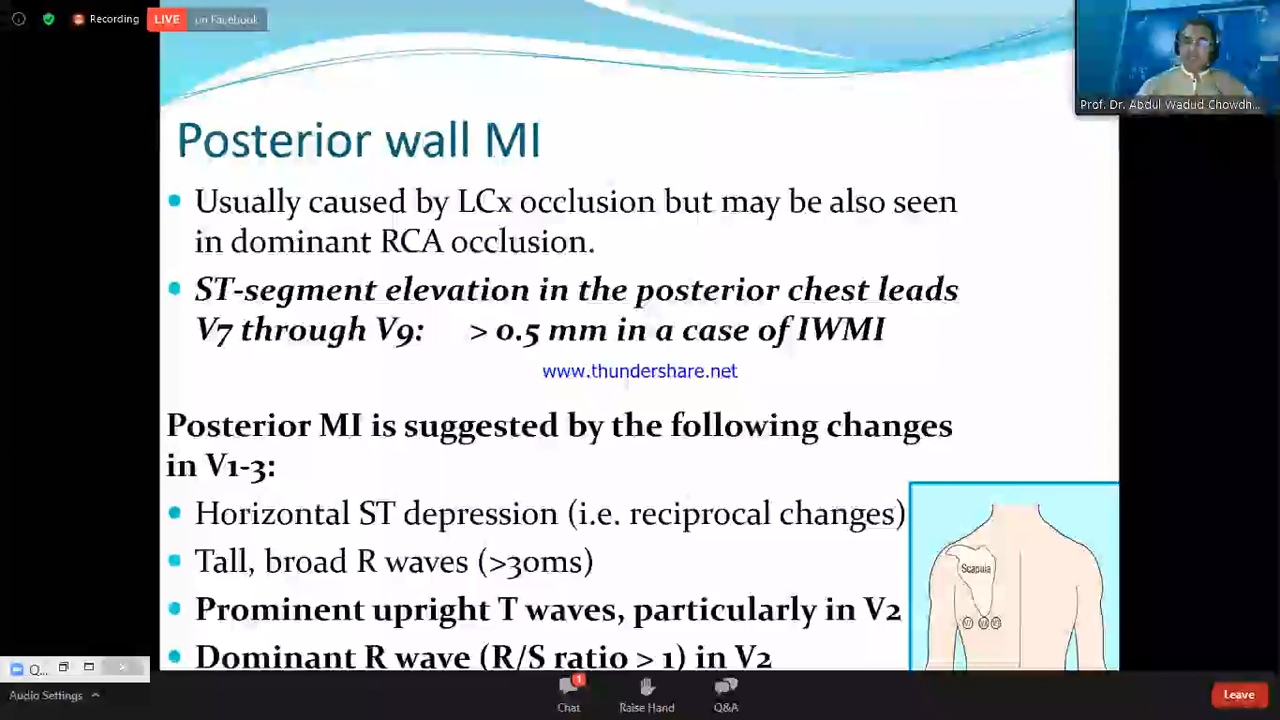 Recording
LIVE
on Facebook
Prof. Dr. Abdul Wadud Chowdh...
Posterior wall MI
Usually caused by LCx occlusion but may be also seen
in dominant RCA occlusion.
ST-segment elevation in the posterior chest leads
V7 through V9: > 0.5 mm in a case of IWMI
www.thundershare.net
Posterior MI is suggested by the following changes
in V1-3:
Horizontal ST depression (i.e. reciprocal changes)
Tall, broad R waves (>30ms)
Prominent upright T waves, particularly in V2
Dominant R wave (R/S ratio > 1) in V2
Scapula
Q...
Audio Settings
1
Chat
Raise Hand
Q&A
Leave